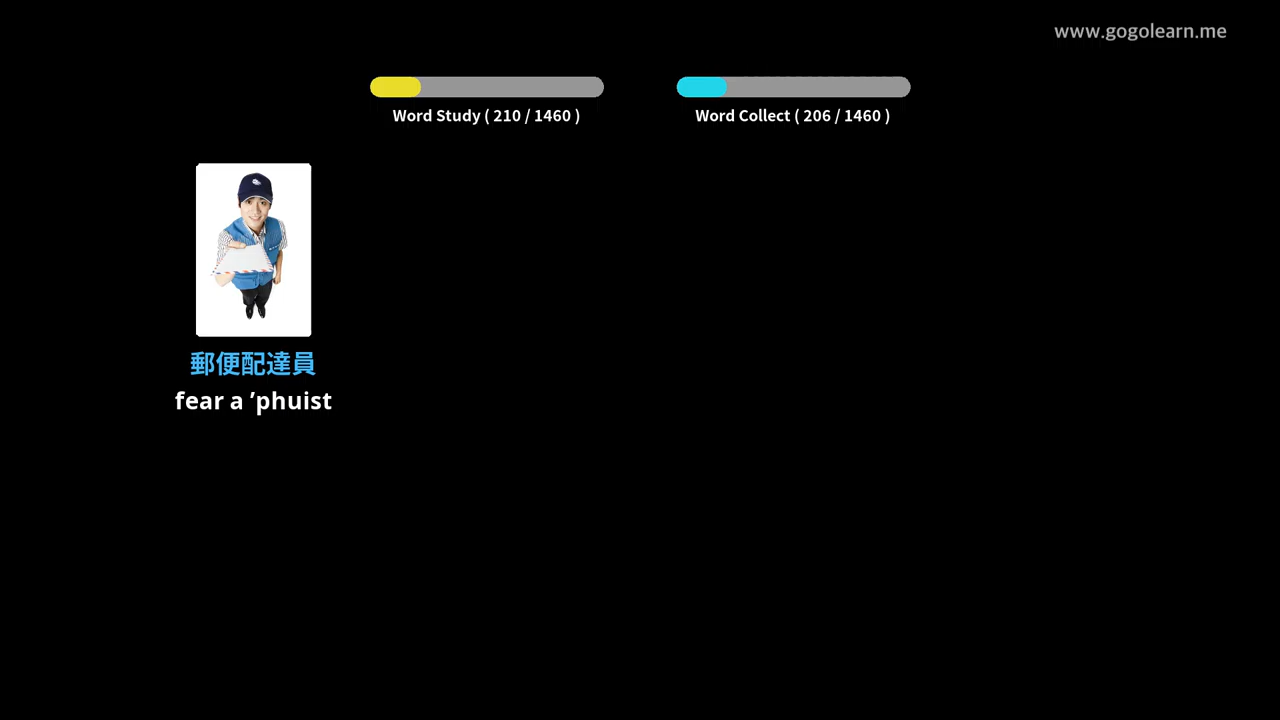 www.gogolearn.me
Word Study ( 210 / 1460 )
Word Collect ( 206 / 1460 )
郵便配達員
fear a ’phuist